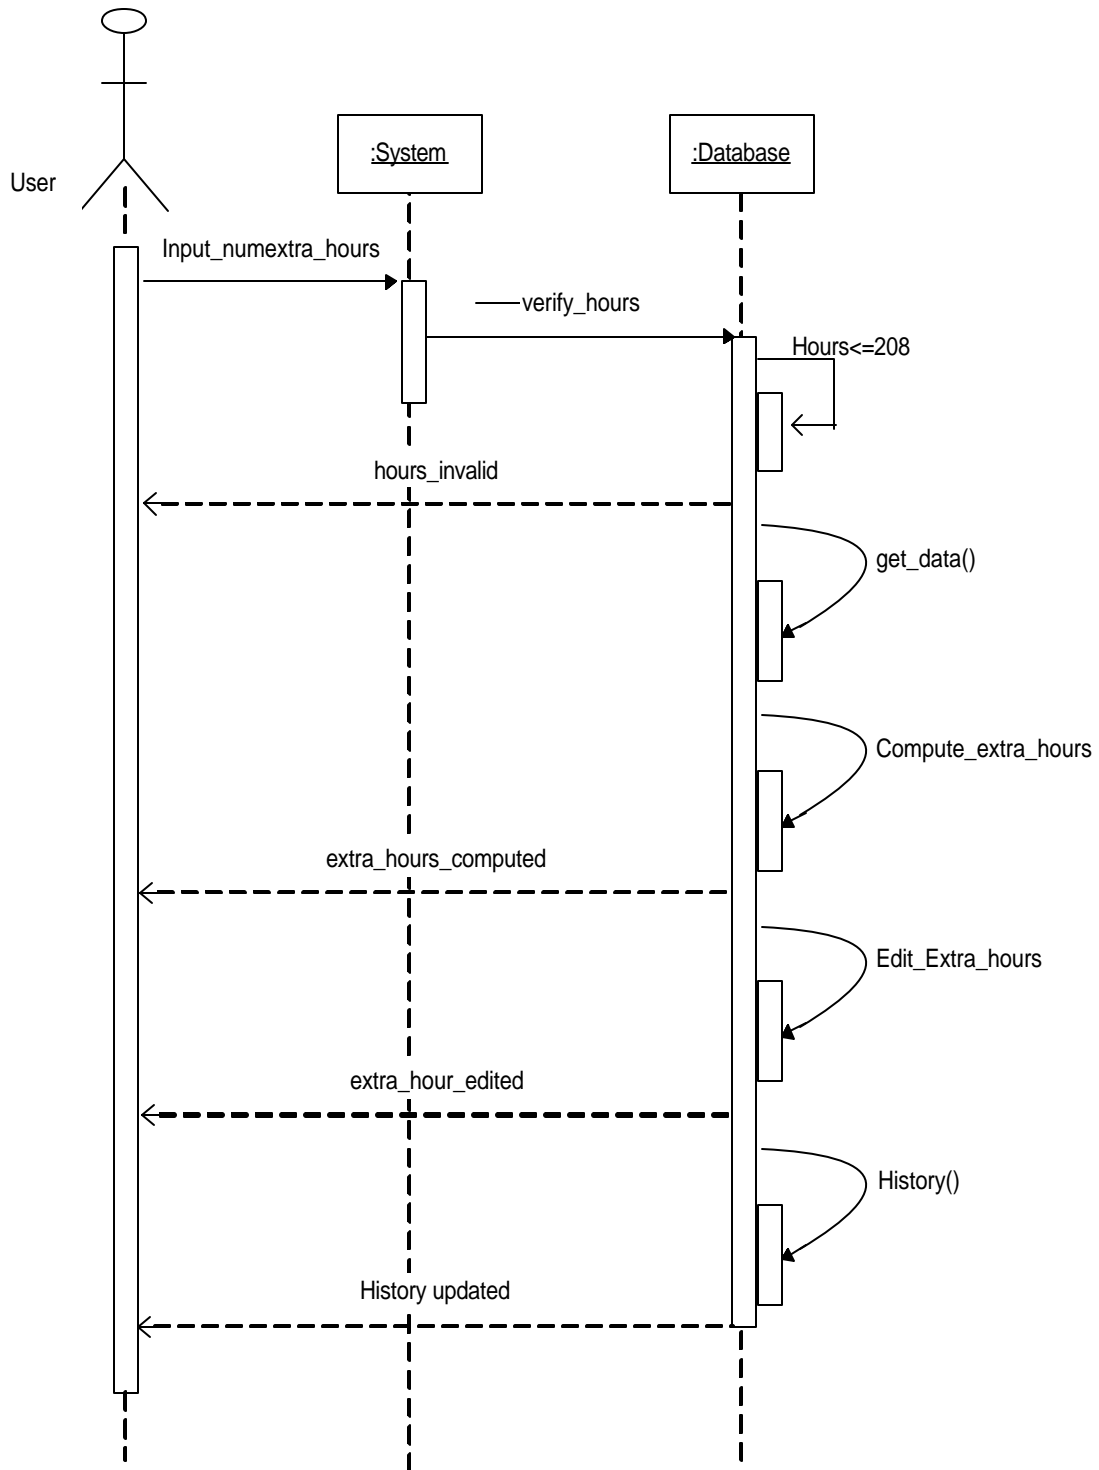 :System
:Database
User
Input_numextra_hours
verify_hours
Hours<=208
hours_invalid
get_data()
Compute_extra_hours
extra_hours_computed
Edit_Extra_hours
extra_hour_edited
History()
History updated